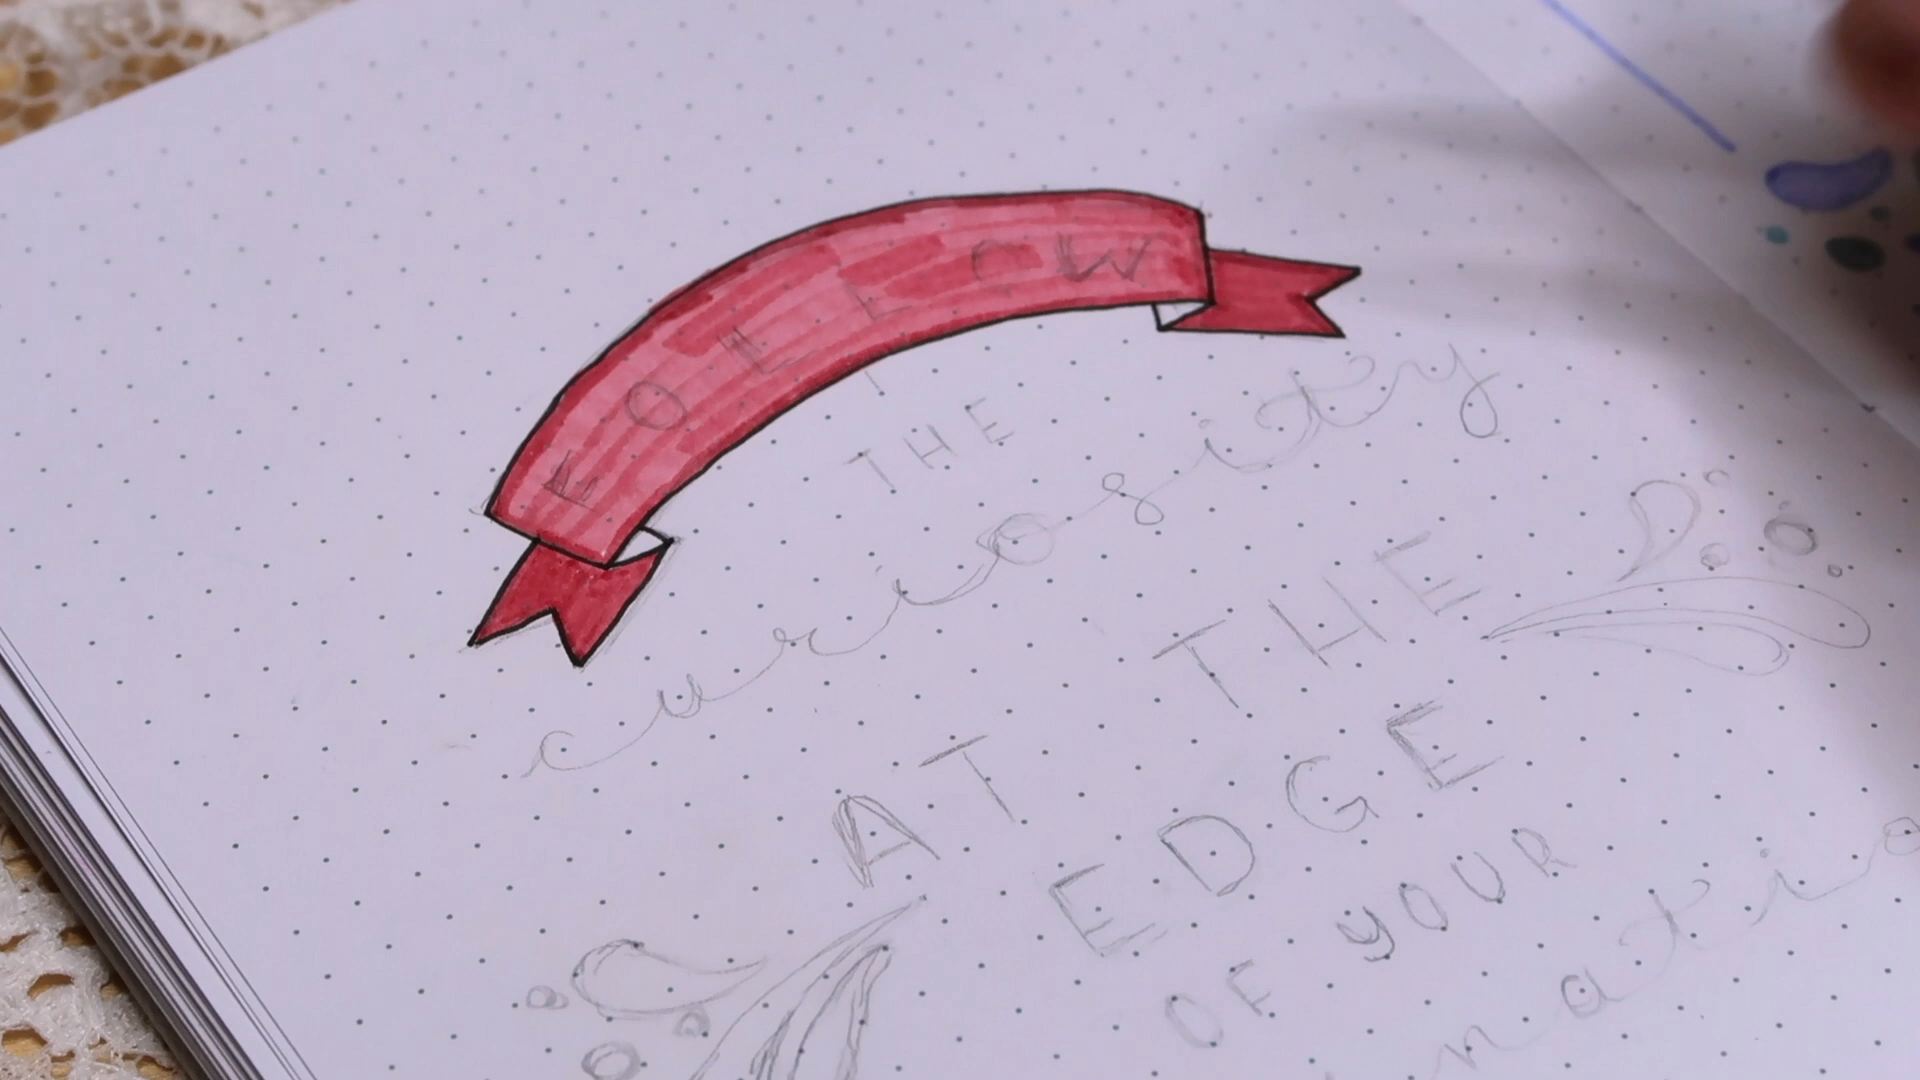 FOLLOW
THE
curiosity
AT THE
EDGE
OF YOUR